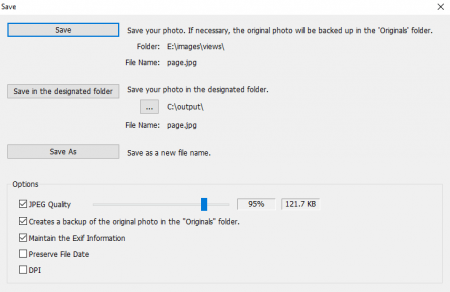 Save
Save Save your photo. If necessary, the original photo will be backed up in the 'Originals' folder.
Folder: E:\images\views\
File Name: page.jpg
Save in the designated folder Save your photo in the designated folder.
... C:\output\
File Name: page.jpg
Save As Save as a new file name.
Options
JPEG Quality 95% 121.7 KB
Creates a backup of the original photo in the "Originals" folder.
Maintain the Exif Information
Preserve File Date
DPI